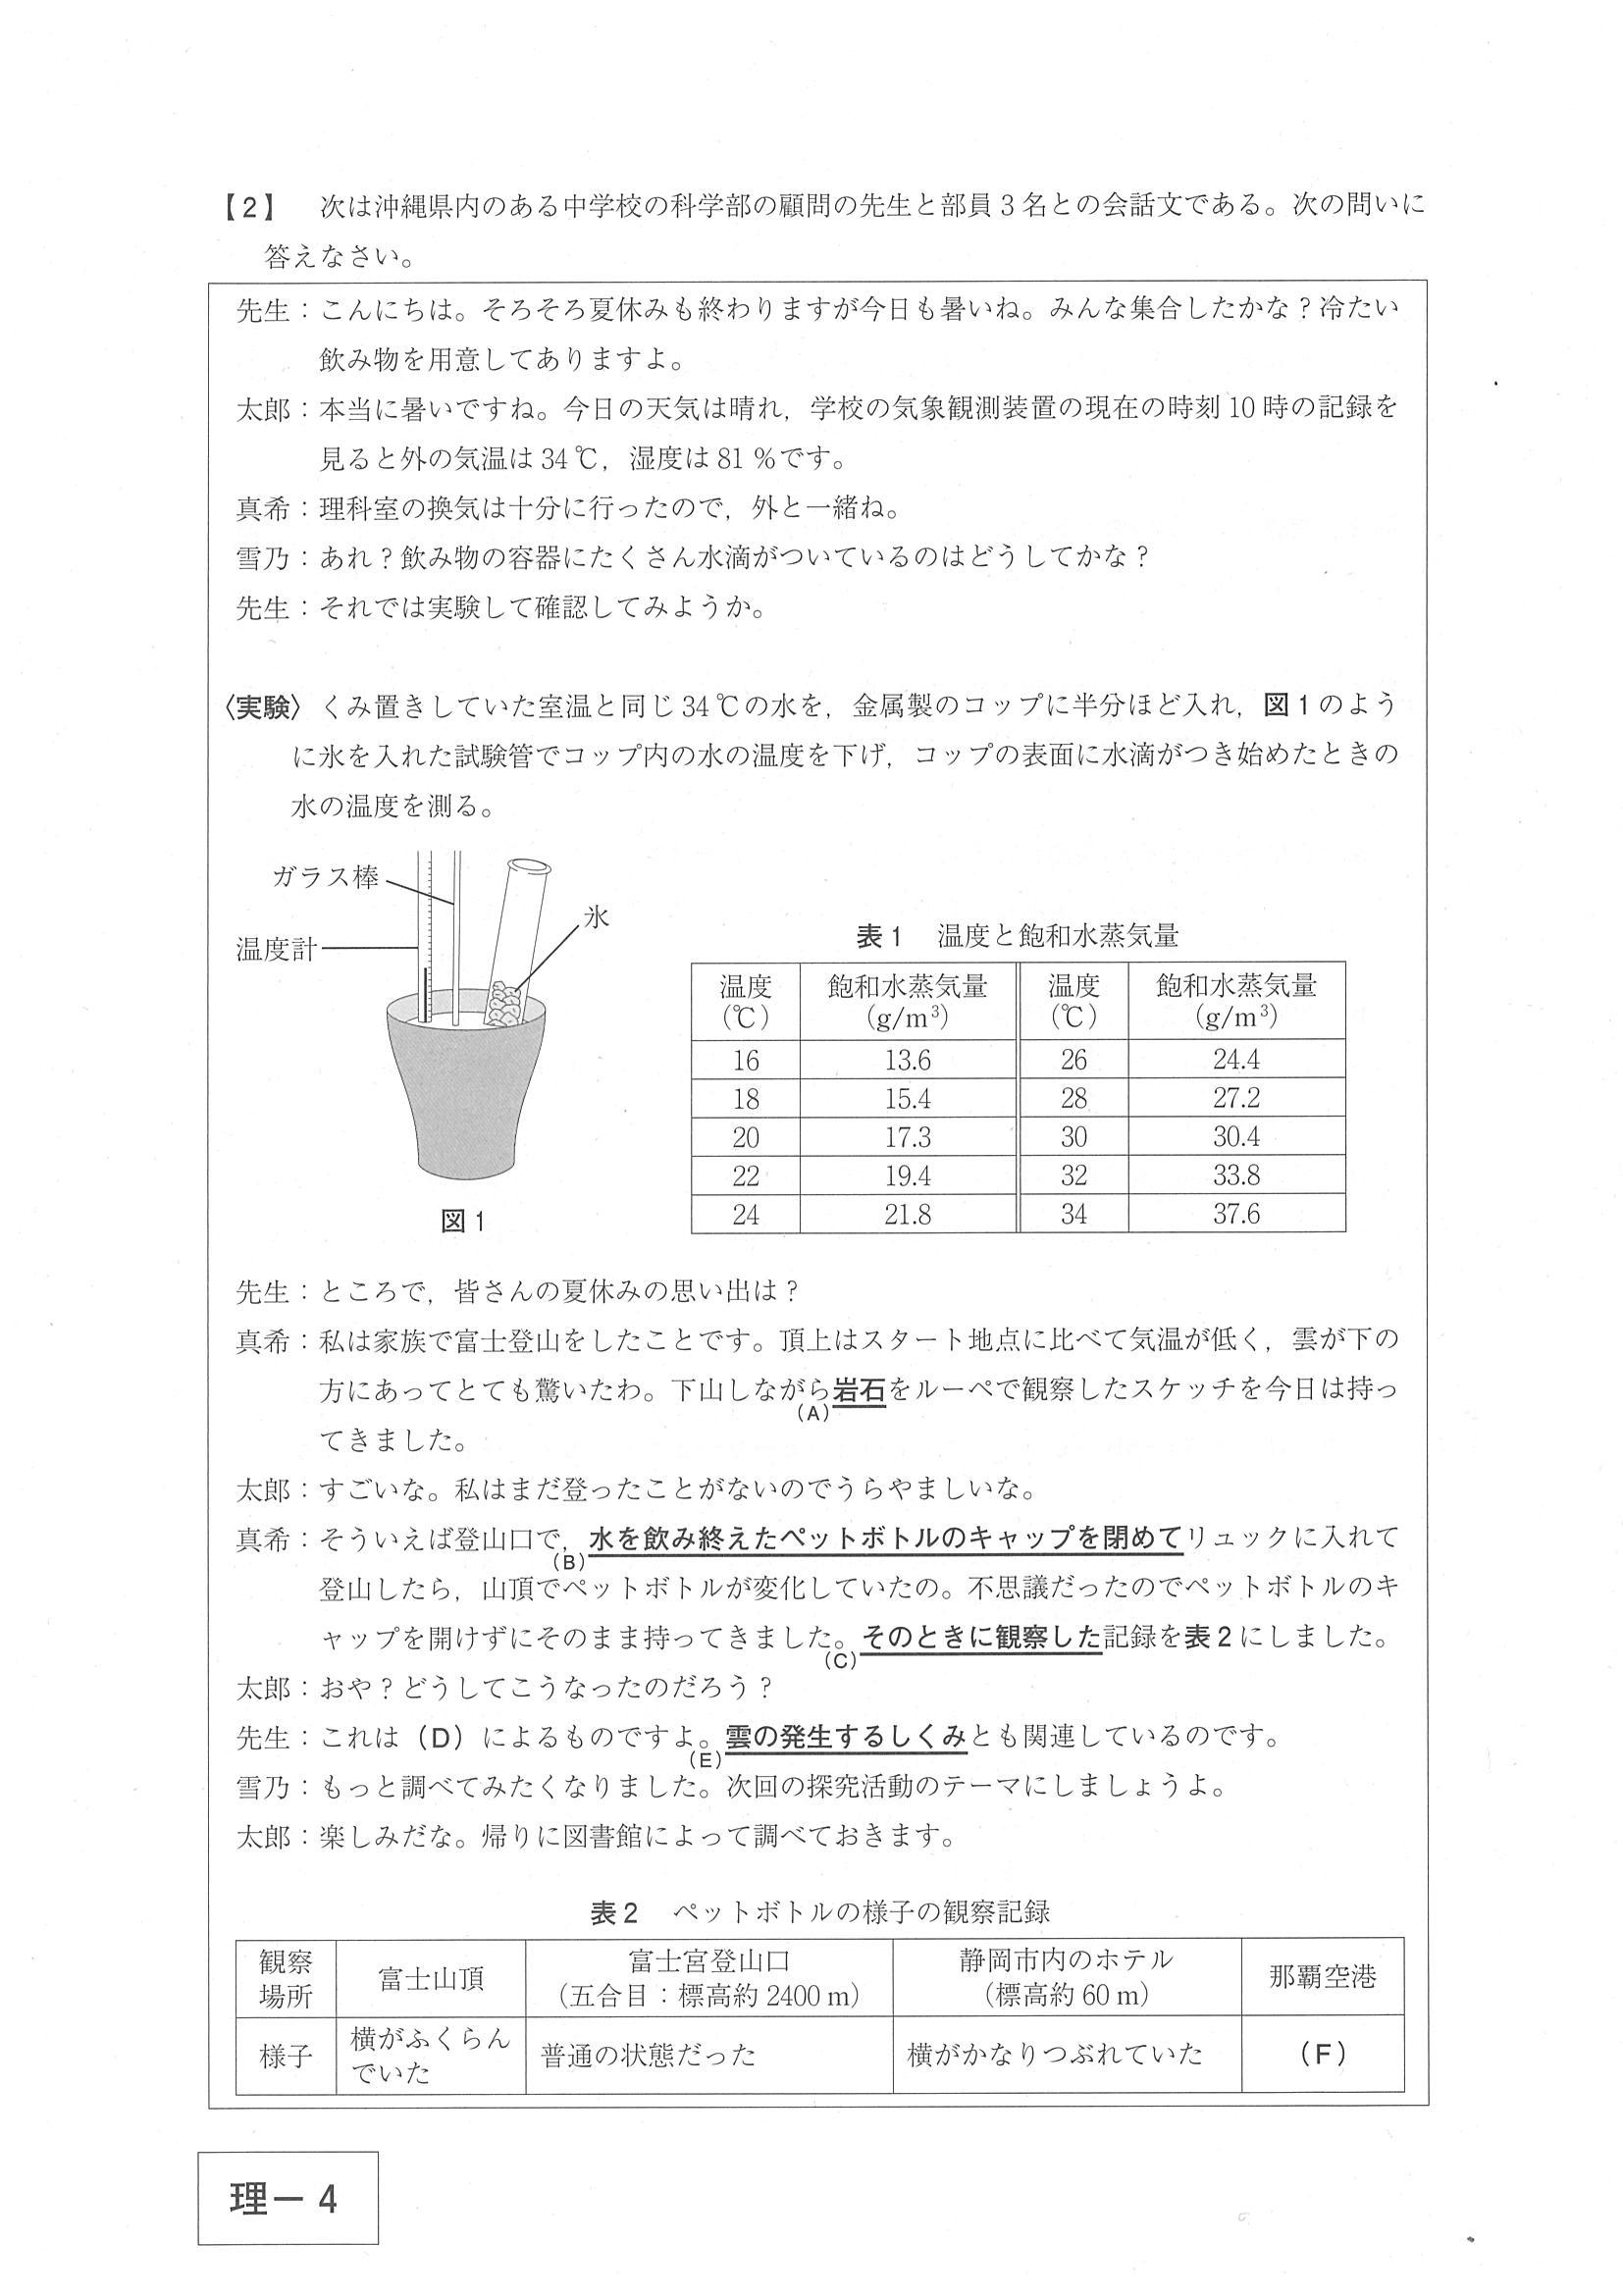 【2】 次は沖縄県内のある中学校の科学部の顧問の先生と部員3名との会話文である。次の問いに
答えなさい。
先生：こんにちは。そろそろ夏休みも終わりますが今日も暑いね。みんな集合したかな？冷たい
飲み物を用意してありますよ。
太郎：本当に暑いですね。今日の天気は晴れ，学校の気象観測装置の現在の時刻10時の記録を
見ると外の気温は34℃，湿度は81％です。
真希：理科室の換気は十分に行ったので，外と一緒ね。
雪乃：あれ？飲み物の容器にたくさん水滴がついているのはどうしてかな？
先生：それでは実験して確認してみようか。
〈実験〉くみ置きしていた室温と同じ34℃の水を，金属製のコップに半分ほど入れ，図1のよう
に氷を入れた試験管でコップ内の水の温度を下げ，コップの表面に水滴がつき始めたときの
水の温度を測る。
ガラス棒
氷
温度計
図1
表1 温度と飽和水蒸気量
温度(℃) 飽和水蒸気量(g/m³) 温度(℃) 飽和水蒸気量(g/m³)
16 13.6 26 24.4
18 15.4 28 27.2
20 17.3 30 30.4
22 19.4 32 33.8
24 21.8 34 37.6
先生：ところで，皆さんの夏休みの思い出は？
真希：私は家族で富士登山をしたことです。頂上はスタート地点に比べて気温が低く，雲が下の
方にあってとても驚いたわ。下山しながら(A)岩石をルーペで観察したスケッチを今日は持っ
てきました。
太郎：すごいな。私はまだ登ったことがないのでうらやましいな。
真希：そういえば登山口で，(B)水を飲み終えたペットボトルのキャップを閉めてリュックに入れて
登山したら，山頂でペットボトルが変化していたの。不思議だったのでペットボトルのキ
ャップを開けずにそのまま持ってきました。(C)そのときに観察した記録を表2にしました。
太郎：おや？どうしてこうなったのだろう？
先生：これは（D）によるものですよ。(E)雲の発生するしくみとも関連しているのです。
雪乃：もっと調べてみたくなりました。次回の探究活動のテーマにしましょうよ。
太郎：楽しみだな。帰りに図書館によって調べておきます。
表2 ペットボトルの様子の観察記録
観察場所 富士山頂 富士宮登山口（五合目：標高約2400m） 静岡市内のホテル（標高約60m） 那覇空港
様子 横がふくらんでいた 普通の状態だった 横がかなりつぶれていた （F）
理－4